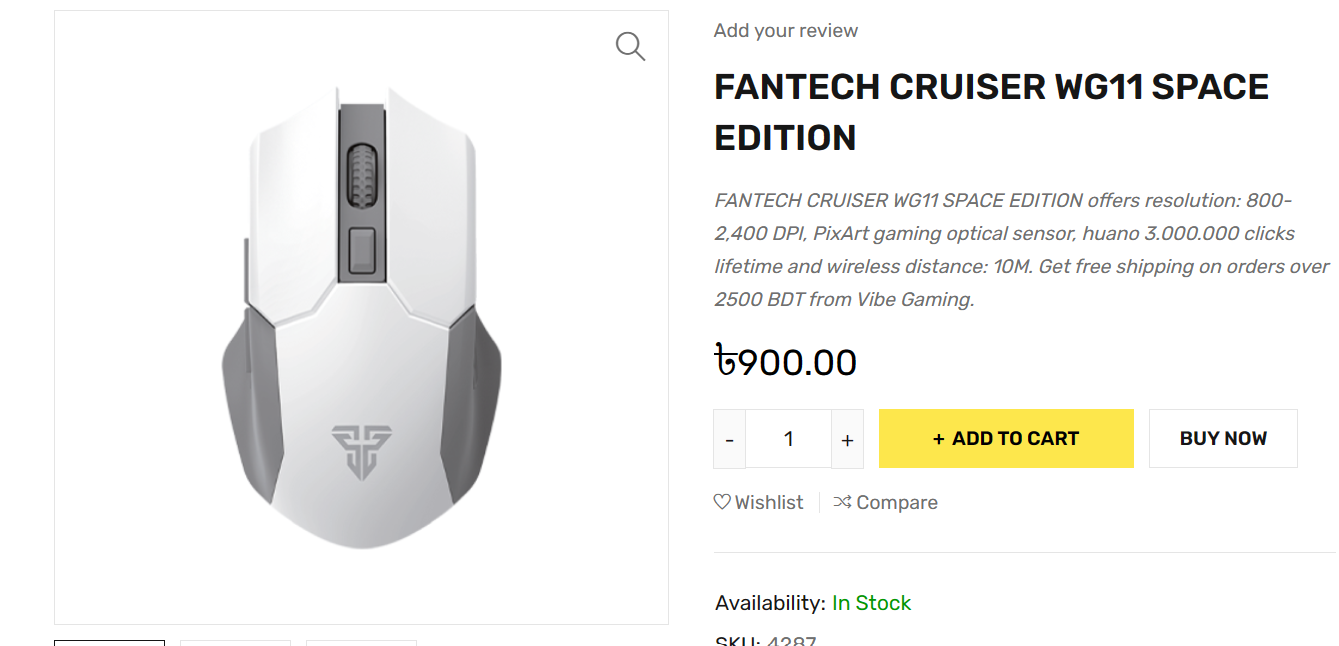 Add your review
FANTECH CRUISER WG11 SPACE
EDITION
FANTECH CRUISER WG11 SPACE EDITION offers resolution: 800-
2,400 DPI, PixArt gaming optical sensor, huano 3.000.000 clicks
lifetime and wireless distance: 10M. Get free shipping on orders over
2500 BDT from Vibe Gaming.
৳900.00
- 1 + + ADD TO CART BUY NOW
Wishlist Compare
Availability: In Stock
SKU: 4287